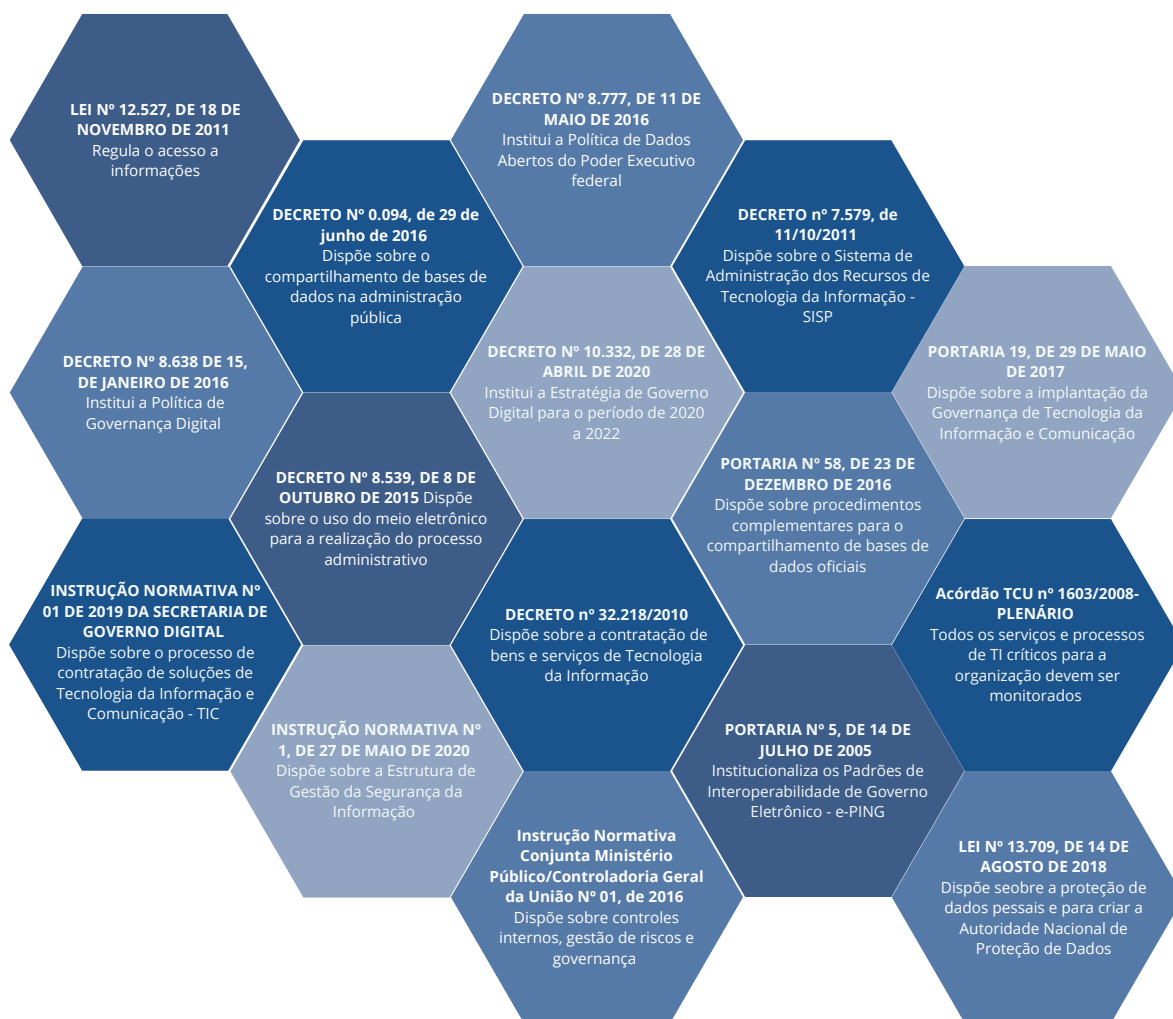 LEI Nº 12.527, DE 18 DE
NOVEMBRO DE 2011
Regula o acesso a
informações
DECRETO Nº 8.777, DE 11 DE
MAIO DE 2016
Institui a Política de Dados
Abertos do Poder Executivo
federal
DECRETO Nº 0.094, de 29 de
junho de 2016
Dispõe sobre o
compartilhamento de bases de
dados na administração
pública
DECRETO nº 7.579, de
11/10/2011
Dispõe sobre o Sistema de
Administração dos Recursos de
Tecnologia da Informação -
SISP
DECRETO Nº 8.638 DE 15,
DE JANEIRO DE 2016
Institui a Política de
Governança Digital
DECRETO Nº 10.332, DE 28 DE
ABRIL DE 2020
Institui a Estratégia de Governo
Digital para o período de 2020
a 2022
PORTARIA 19, DE 29 DE MAIO
DE 2017
Dispõe sobre a implantação da
Governança de Tecnologia da
Informação e Comunicação
DECRETO Nº 8.539, DE 8 DE
OUTUBRO DE 2015 Dispõe
sobre o uso do meio eletrônico
para a realização do processo
administrativo
PORTARIA Nº 58, DE 23 DE
DEZEMBRO DE 2016
Dispõe sobre procedimentos
complementares para o
compartilhamento de bases de
dados oficiais
INSTRUÇÃO NORMATIVA Nº
01 DE 2019 DA SECRETARIA DE
GOVERNO DIGITAL
Dispõe sobre o processo de
contratação de soluções de
Tecnologia da Informação e
Comunicação - TIC
DECRETO nº 32.218/2010
Dispõe sobre a contratação de
bens e serviços de Tecnologia
da Informação
Acórdão TCU nº 1603/2008-
PLENÁRIO
Todos os serviços e processos
de TI críticos para a
organização devem ser
monitorados
INSTRUÇÃO NORMATIVA Nº
1, DE 27 DE MAIO DE 2020
Dispõe sobre a Estrutura de
Gestão da Segurança da
Informação
PORTARIA Nº 5, DE 14 DE
JULHO DE 2005
Institucionaliza os Padrões de
Interoperabilidade de Governo
Eletrônico - e-PING
Instrução Normativa
Conjunta Ministério
Público/Controladoria Geral
da União Nº 01, de 2016
Dispõe sobre controles
internos, gestão de riscos e
governança
LEI Nº 13.709, DE 14 DE
AGOSTO DE 2018
Dispõe seobre a proteção de
dados pessais e para criar a
Autoridade Nacional de
Proteção de Dados